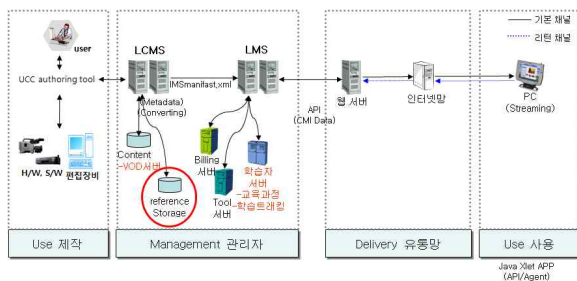 기본 채널
리턴 채널
user
UCC authoring tool
H/W, S/W 편집장비
LCMS
IMSmanifast,xml
LMS
(Metadata)
(Converting)
Content
-VOD서버
reference
Storage
Billing
서버
Tool
서버
학습자
서버
-교육과정
-학습트래킹
API
(CMI Data)
웹 서버
인터넷망
PC
(Streaming)
Use 제작
Management 관리자
Delivery 유통망
Use 사용
Java Xlet APP
(API/Agent)